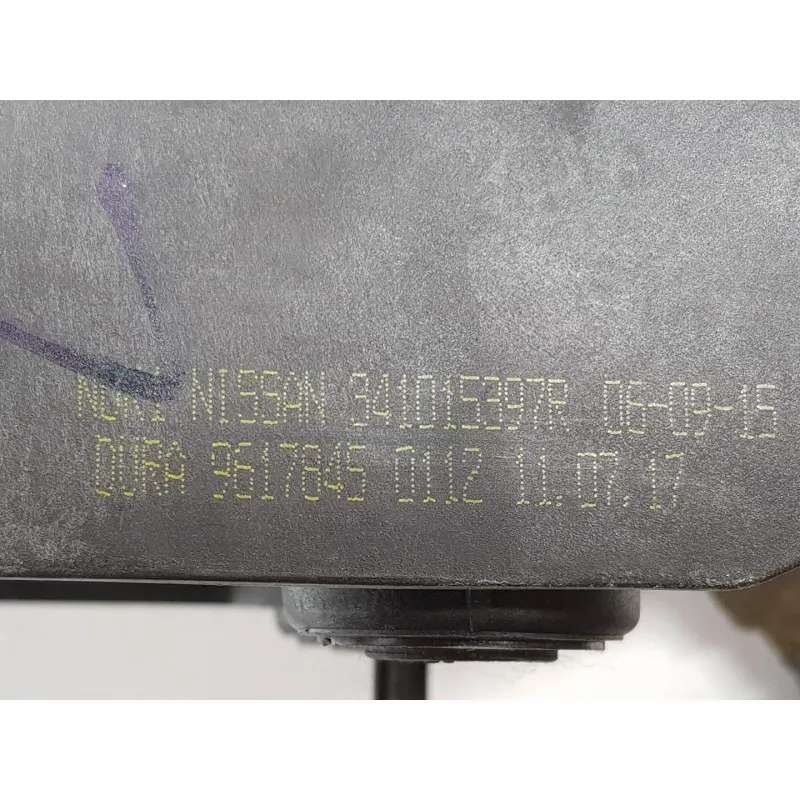 NISSAN 341015397R 06-09-15
DURA 9617845 0112 11.07.17